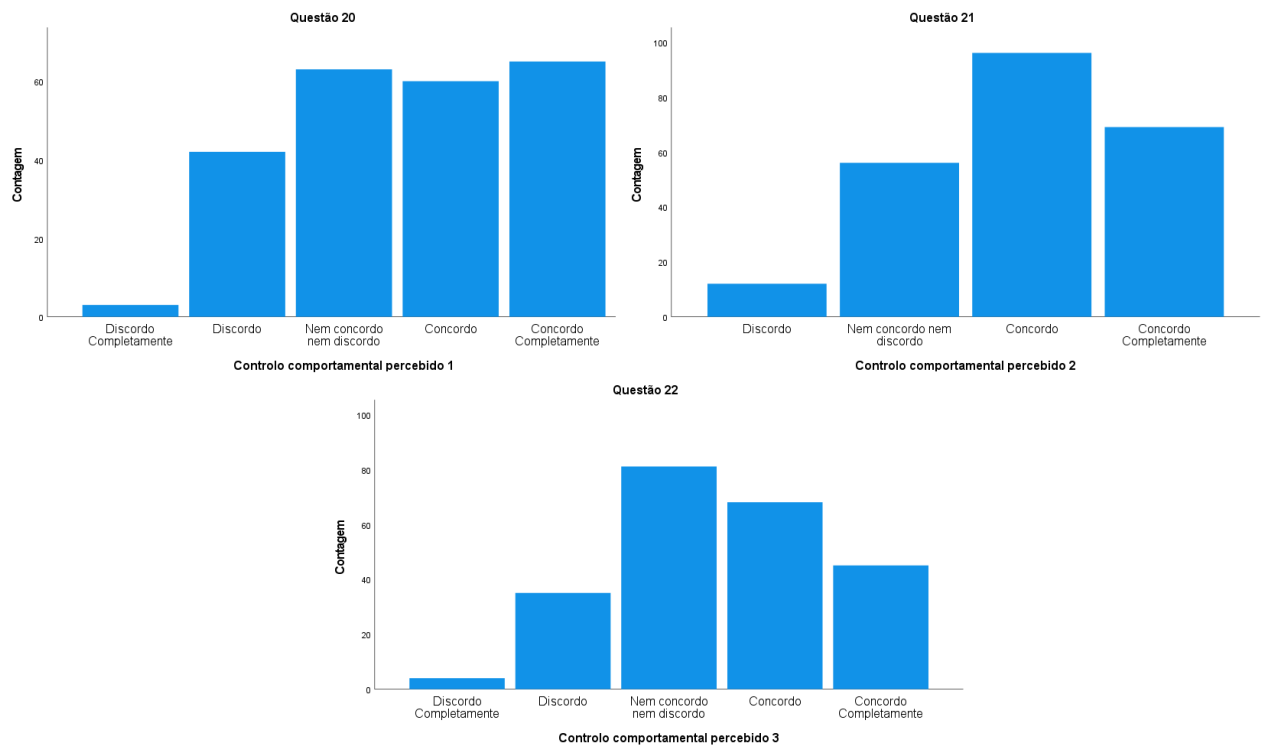 Questão 20
Contagem
60
40
20
0
Discordo
Completamente
Discordo
Nem concordo
nem discordo
Concordo
Concordo
Completamente
Controlo comportamental percebido 1
Questão 21
Contagem
100
80
60
40
20
0
Discordo
Nem concordo nem
discordo
Concordo
Concordo
Completamente
Controlo comportamental percebido 2
Questão 22
Contagem
100
80
60
40
20
0
Discordo
Completamente
Discordo
Nem concordo
nem discordo
Concordo
Concordo
Completamente
Controlo comportamental percebido 3